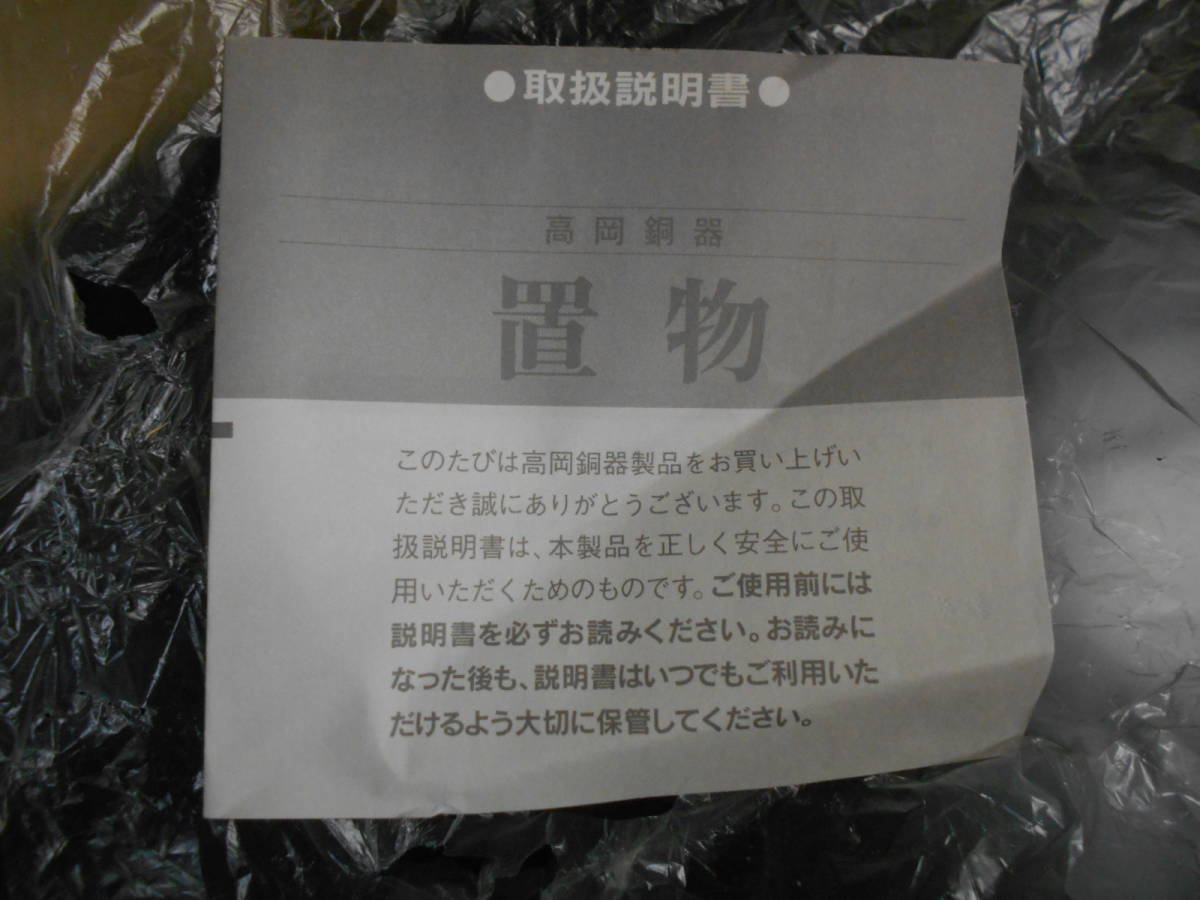 ●取扱説明書●
高岡銅器
置物
このたびは高岡銅器製品をお買い上げい
ただき誠にありがとうございます。この取
扱説明書は、本製品を正しく安全にご使
用いただくためのものです。ご使用前には
説明書を必ずお読みください。お読みに
なった後も、説明書はいつでもご利用いた
だけるよう大切に保管してください。